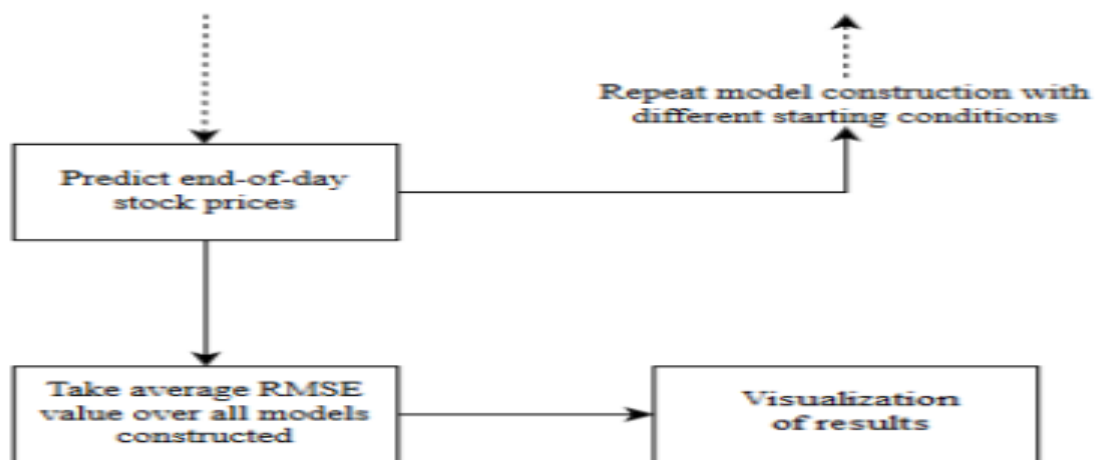 Repeat model construction with
different starting conditions
Predict end-of-day
stock prices
Take average RMSE
value over all models
constructed
Visualization
of results